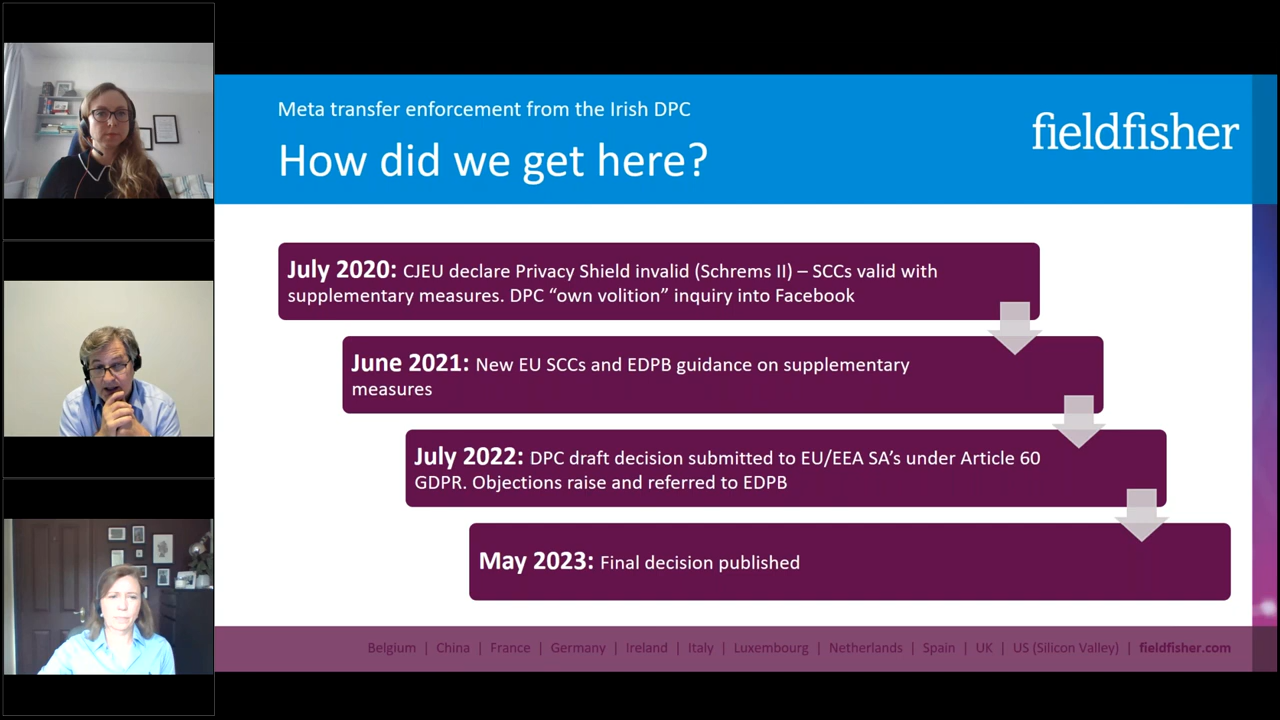 Meta transfer enforcement from the Irish DPC
How did we get here?
fieldfisher
July 2020: CJEU declare Privacy Shield invalid (Schrems II) – SCCs valid with
supplementary measures. DPC “own volition” inquiry into Facebook
June 2021: New EU SCCs and EDPB guidance on supplementary
measures
July 2022: DPC draft decision submitted to EU/EEA SA’s under Article 60
GDPR. Objections raise and referred to EDPB
May 2023: Final decision published
Belgium | China | France | Germany | Ireland | Italy | Luxembourg | Netherlands | Spain | UK | US (Silicon Valley) | fieldfisher.com